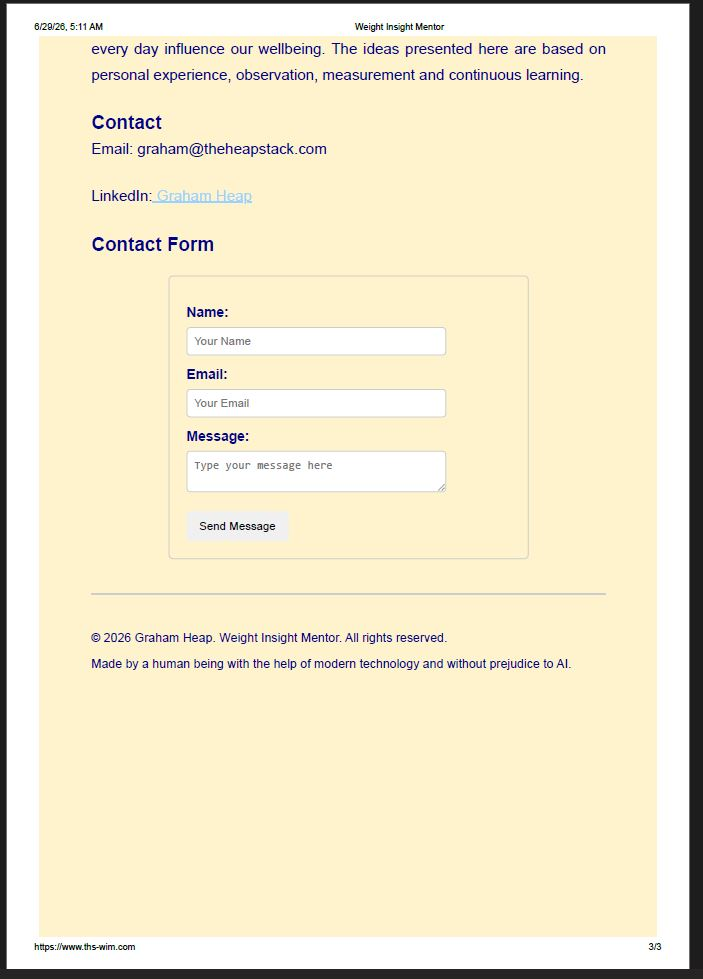 6/29/26, 5:11 AM Weight Insight Mentor
every day influence our wellbeing. The ideas presented here are based on
personal experience, observation, measurement and continuous learning.
Contact
Email: graham@theheapstack.com
LinkedIn: Graham Heap
Contact Form
Name:
Your Name
Email:
Your Email
Message:
Type your message here
Send Message
© 2026 Graham Heap. Weight Insight Mentor. All rights reserved.
Made by a human being with the help of modern technology and without prejudice to AI.
https://www.ths-wim.com 3/3